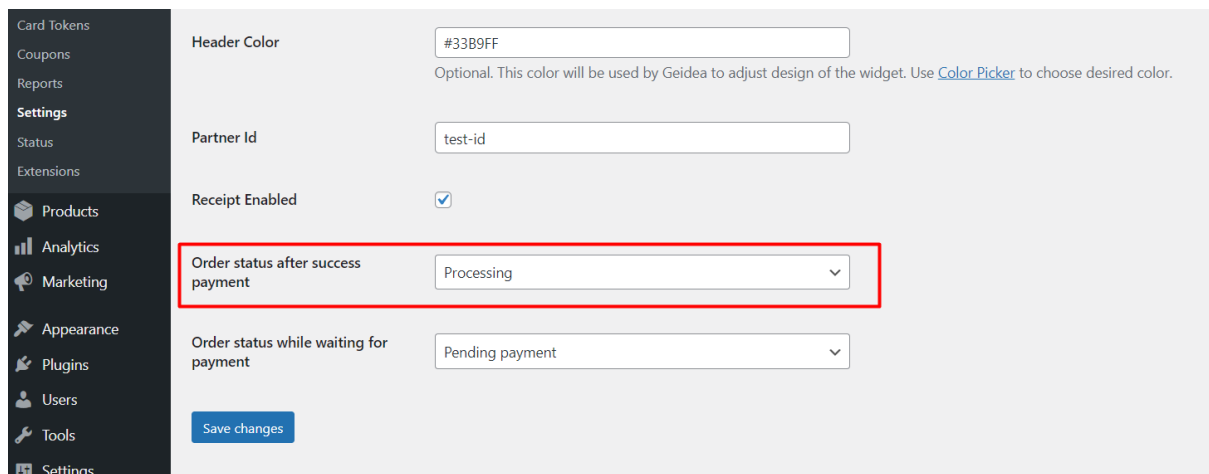 Card Tokens
Coupons
Reports
Settings
Status
Extensions
Products
Analytics
Marketing
Appearance
Plugins
Users
Tools
Settings
Header Color
#33B9FF
Optional. This color will be used by Geidea to adjust design of the widget. Use Color Picker to choose desired color.
Partner Id
test-id
Receipt Enabled
Order status after success
payment
Processing
Order status while waiting for
payment
Pending payment
Save changes